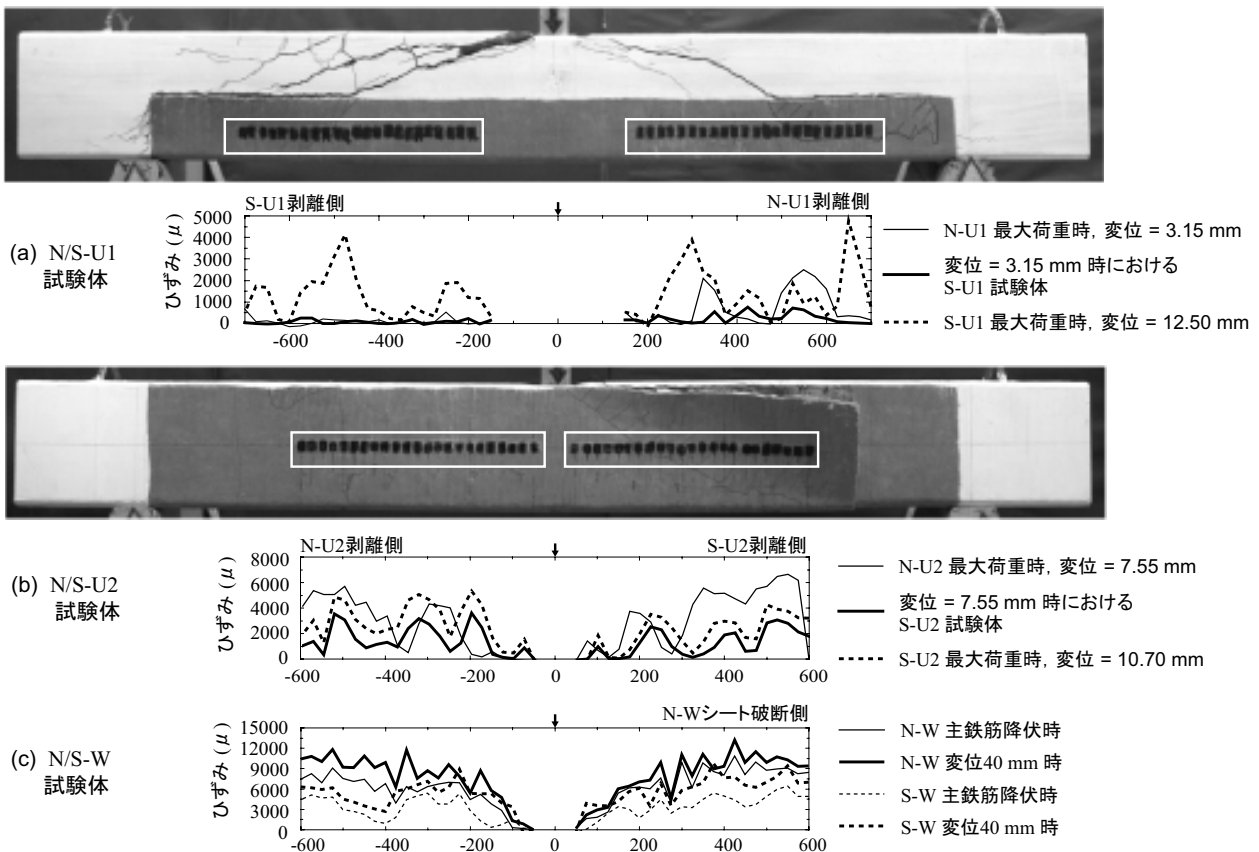 S-U1剥離側
N-U1剥離側
(a) N/S-U1
試験体
ひずみ (μ)
5000
4000
3000
2000
1000
0
-600
-400
-200
0
200
400
600
N-U1 最大荷重時, 変位 = 3.15 mm
変位 = 3.15 mm 時における
S-U1 試験体
S-U1 最大荷重時, 変位 = 12.50 mm
N-U2剥離側
S-U2剥離側
(b) N/S-U2
試験体
ひずみ (μ)
8000
6000
4000
2000
0
-600
-400
-200
0
200
400
600
N-U2 最大荷重時, 変位 = 7.55 mm
変位 = 7.55 mm 時における
S-U2 試験体
S-U2 最大荷重時, 変位 = 10.70 mm
N-Wシート破断側
(c) N/S-W
試験体
ひずみ (μ)
15000
12000
9000
6000
3000
0
-600
-400
-200
0
200
400
600
N-W 主鉄筋降伏時
N-W 変位40 mm 時
S-W 主鉄筋降伏時
S-W 変位40 mm 時